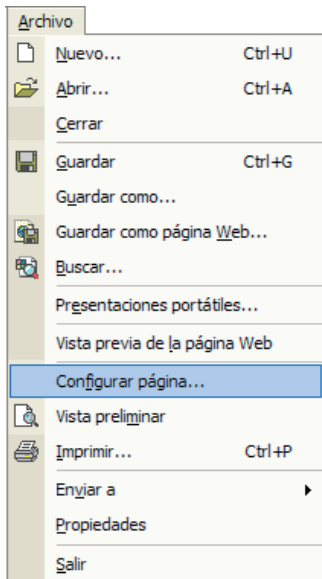 Archivo
Nuevo... Ctrl+U
Abrir... Ctrl+A
Cerrar
Guardar Ctrl+G
Guardar como...
Guardar como página Web...
Buscar...
Presentaciones portátiles...
Vista previa de la página Web
Configurar página...
Vista preliminar
Imprimir... Ctrl+P
Enviar a
Propiedades
Salir